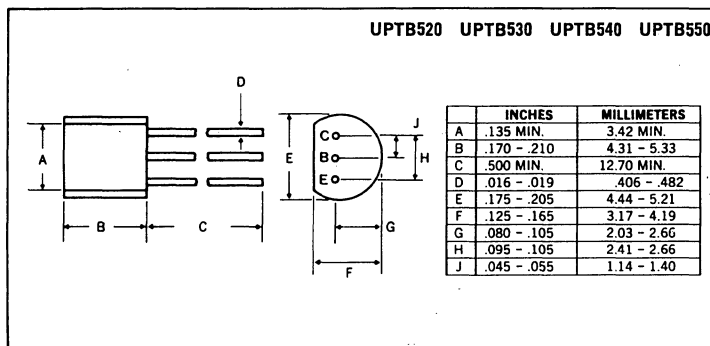 UPTB520 UPTB530 UPTB540 UPTB550
D
A
B
C
C
B
E
E
J
H
G
F
INCHES MILLIMETERS
A .135 MIN. 3.42 MIN.
B .170 - .210 4.31 - 5.33
C .500 MIN. 12.70 MIN.
D .016 - .019 .406 - .482
E .175 - .205 4.44 - 5.21
F .125 - .165 3.17 - 4.19
G .080 - .105 2.03 - 2.66
H .095 - .105 2.41 - 2.66
J .045 - .055 1.14 - 1.40